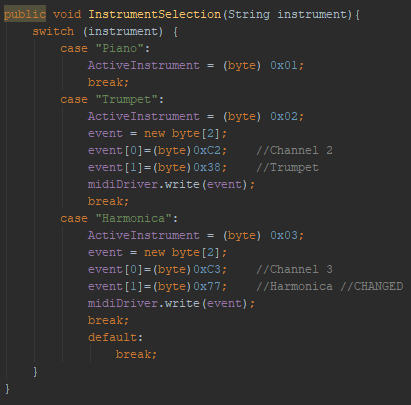 public void InstrumentSelection(String instrument){
    switch (instrument) {
        case "Piano":
            ActiveInstrument = (byte) 0x01;
            break;
        case "Trumpet":
            ActiveInstrument = (byte) 0x02;
            event = new byte[2];
            event[0]=(byte)0xC2;    //Channel 2
            event[1]=(byte)0x38;    //Trumpet
            midiDriver.write(event);
            break;
        case "Harmonica":
            ActiveInstrument = (byte) 0x03;
            event = new byte[2];
            event[0]=(byte)0xC3;    //Channel 3
            event[1]=(byte)0x77;    //Harmonica //CHANGED
            midiDriver.write(event);
            break;
            default:
                break;
    }
}